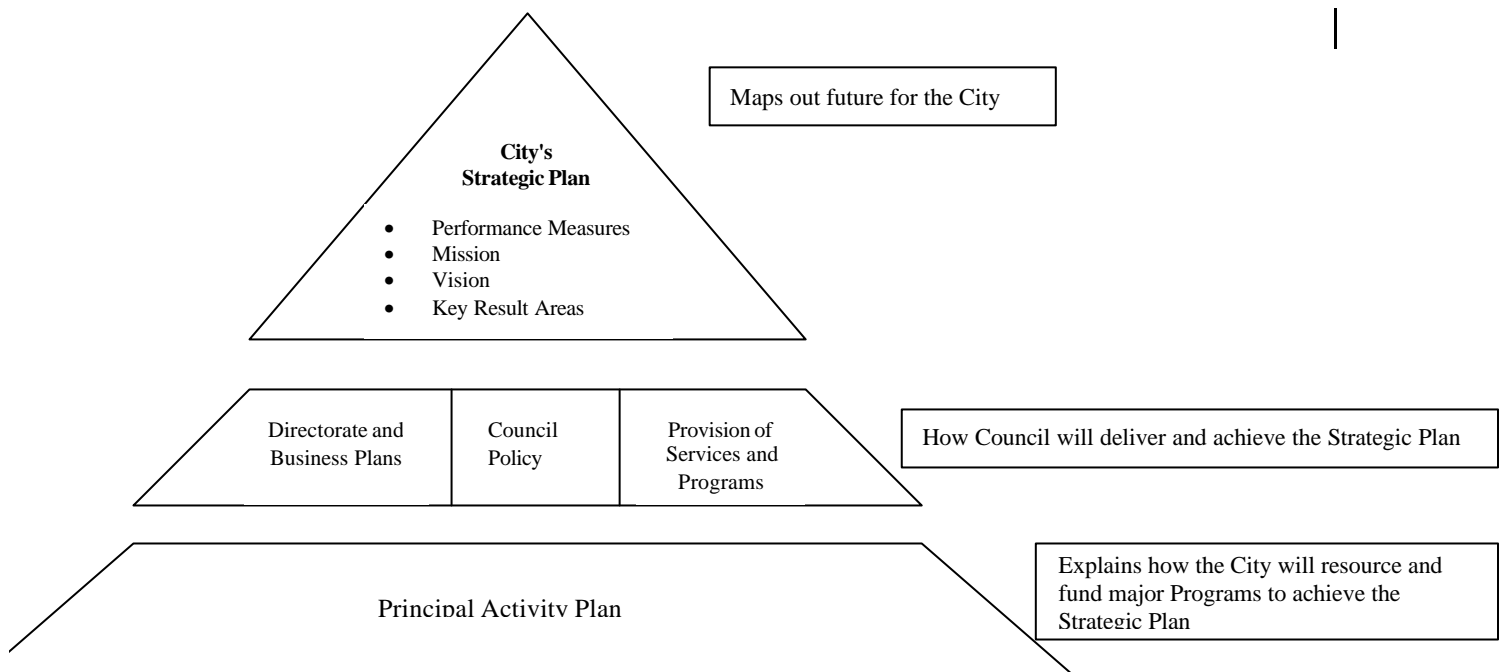 Maps out future for the City
City's
Strategic Plan
• Performance Measures
• Mission
• Vision
• Key Result Areas
Directorate and
Business Plans
Council
Policy
Provision of
Services and
Programs
How Council will deliver and achieve the Strategic Plan
Principal Activity Plan
Explains how the City will resource and
fund major Programs to achieve the
Strategic Plan